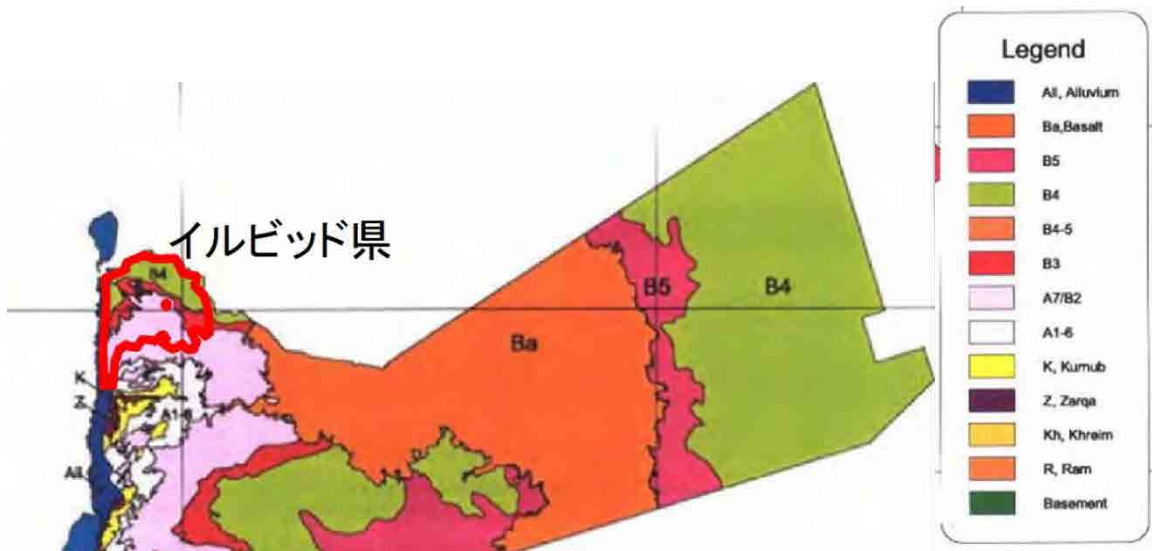 イルビッド県
B4
K
Z
A1-6
All
Ba
B5
B4
Legend
All, Alluvium
Ba,Basalt
B5
B4
B4-5
B3
A7/B2
A1-6
K, Kurnub
Z, Zarqa
Kh, Khreim
R, Ram
Basement